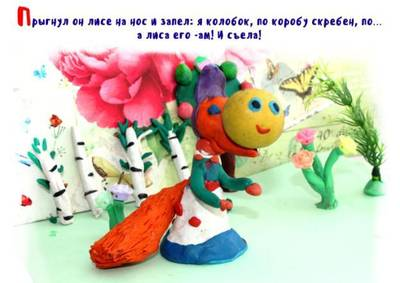 Прыгнул он лисе на нос и запел: я колобок, по коробу скребен, по...
а лиса его -ам! И съела!